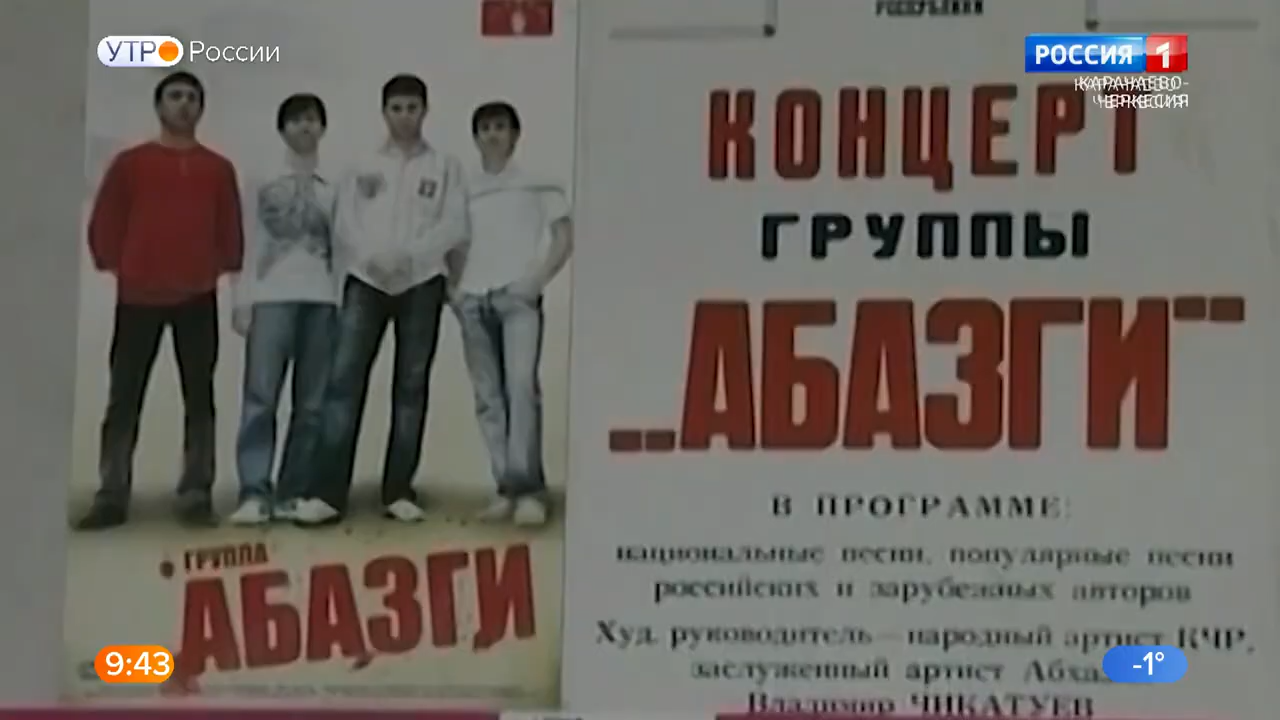 УТРО России
РОССИЯ 1
КАРАЧАЕВО-
ЧЕРКЕСИЯ
РЕСПУБЛИКИ
КОНЦЕРТ
ГРУППЫ
„АБАЗГИ"
В ПРОГРАММЕ:
национальные песни, популярные песни
российских и зарубежных авторов
Худ. руководитель – народный артист КЧР,
заслуженный артист
Владимир ЧИКАТУЕВ
ГРУППА
АБАЗГИ
9:43
-1°